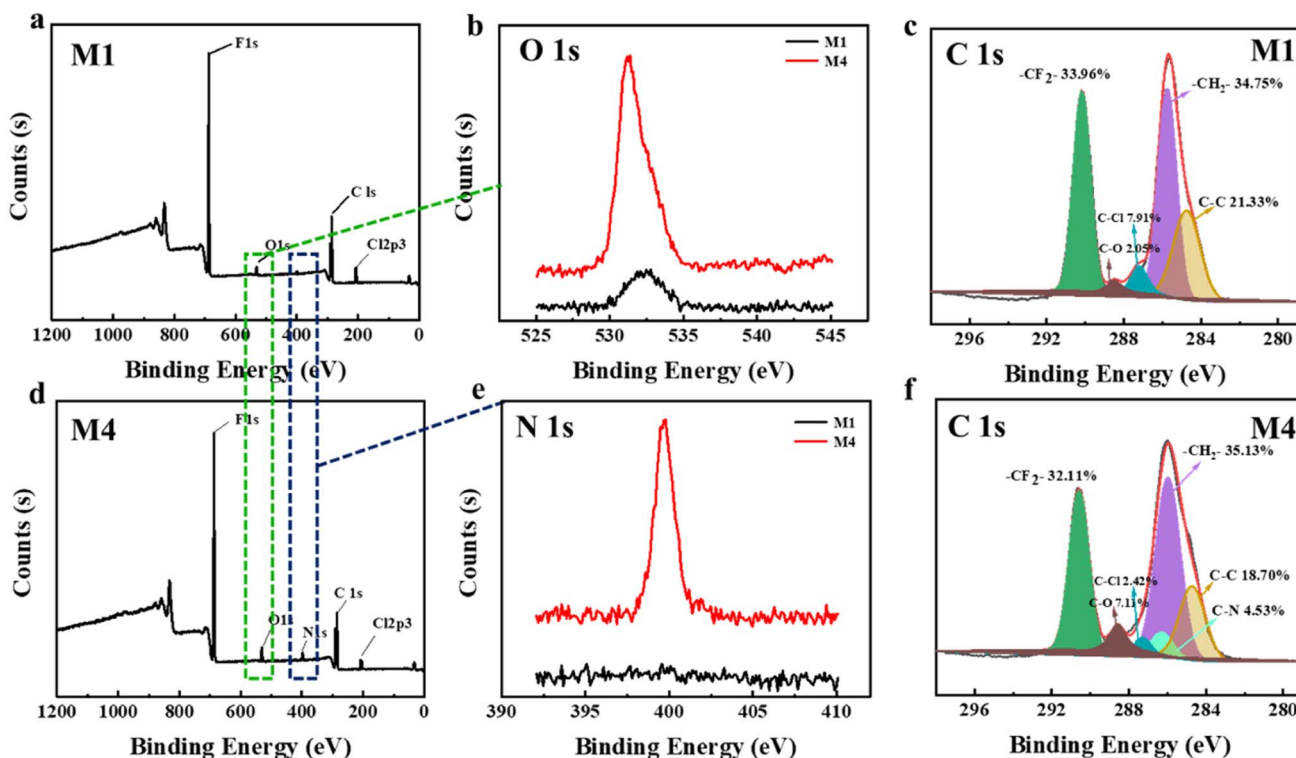 a
M1
F1s
C ls
O1s
Cl2p3
Counts (s)
1200 1000 800 600 400 200 0
Binding Energy (eV)
b
O 1s
M1
M4
Counts (s)
525 530 535 540 545
Binding Energy (eV)
c
C 1s
M1
-CF2- 33.96%
-CH2- 34.75%
C-Cl 7.91%
C-C 21.33%
C-O 2.05%
Counts (s)
296 292 288 284 280
Binding Energy (eV)
d
M4
F1s
C 1s
O1s
N1s
Cl2p3
Counts (s)
1200 1000 800 600 400 200 0
Binding Energy (eV)
e
N 1s
M1
M4
Counts (s)
390 395 400 405 410
Binding Energy (eV)
f
C 1s
M4
-CF2- 32.11%
-CH2- 35.13%
C-Cl 2.42%
C-O 7.11%
C-C 18.70%
C-N 4.53%
Counts (s)
296 292 288 284 280
Binding Energy (eV)